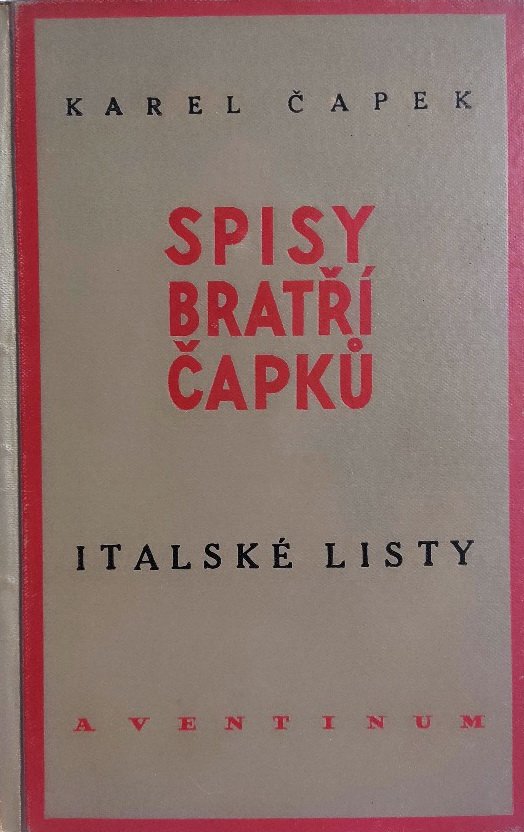 KAREL ČAPEK
SPISY
BRATŘÍ
ČAPKŮ
ITALSKÉ LISTY
AVENTINUM